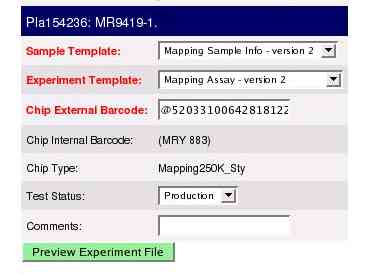 Pla154236: MR9419-1.
Sample Template: Mapping Sample Info - version 2
Experiment Template: Mapping Assay - version 2
Chip External Barcode: @52033100642818122
Chip Internal Barcode: (MRY 883)
Chip Type: Mapping250K_Sty
Test Status: Production
Comments:
Preview Experiment File